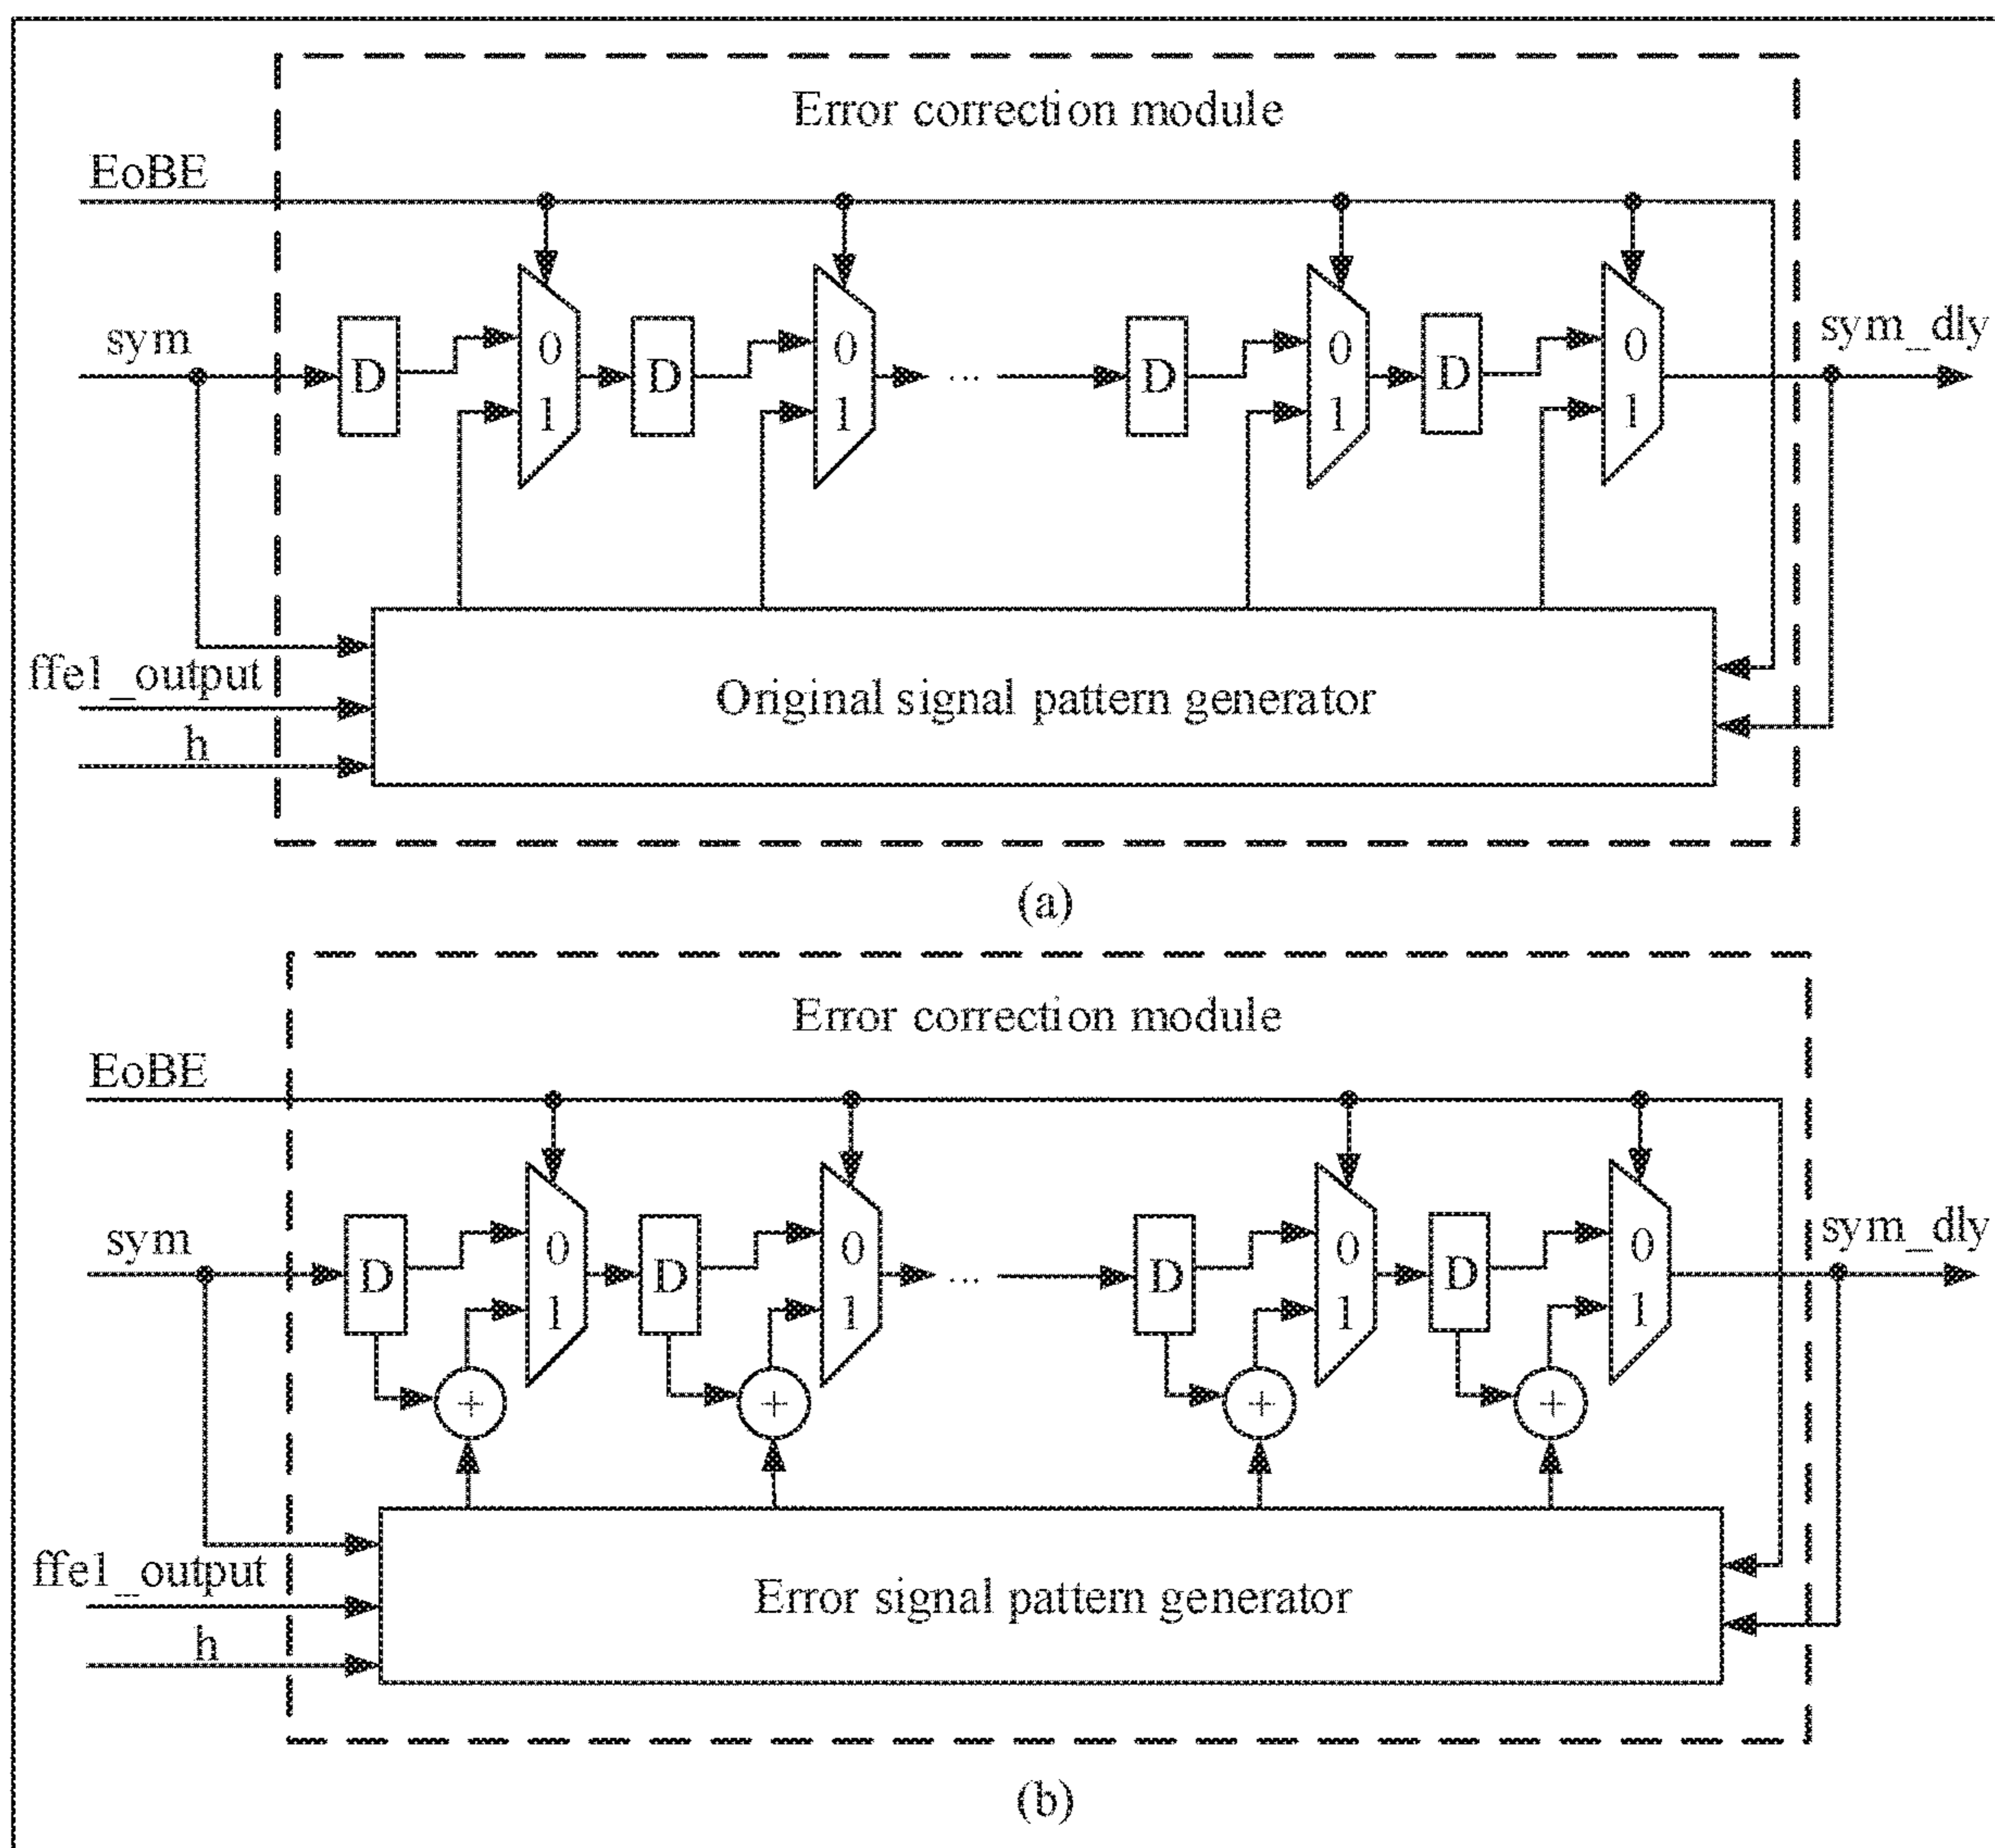 Error correction module
EoBE
sym
D
0
1
D
0
1
...
D
0
1
D
0
1
sym_dly
ffe1_output
h
Original signal pattern generator
(a)
Error correction module
EoBE
sym
D
0
1
D
0
1
...
D
0
1
D
0
1
sym_dly
+
+
+
+
ffe1_output
h
Error signal pattern generator
(b)